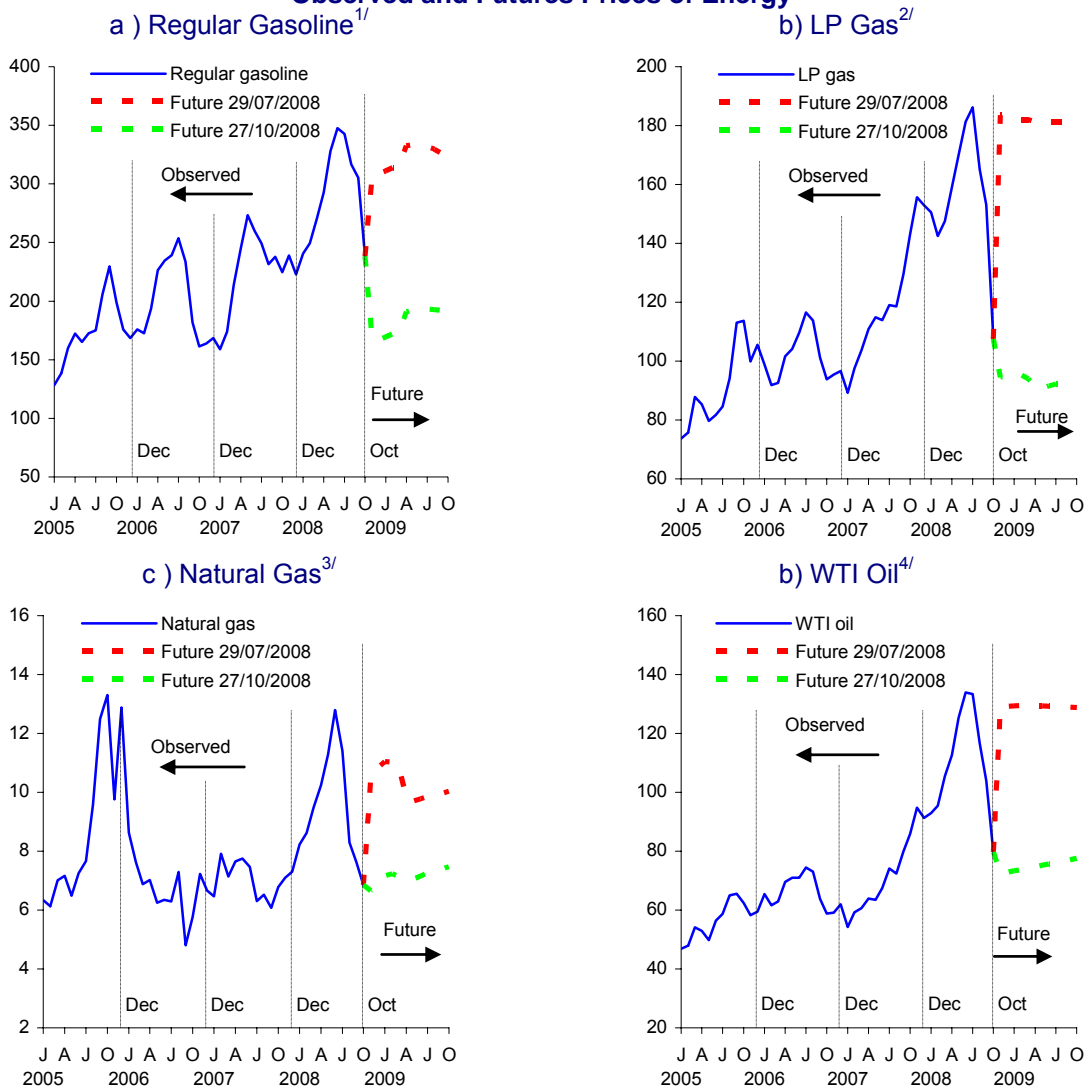 Observed and Futures Prices of Energy
a ) Regular Gasoline1/
400
350
300
250
200
150
100
50
Regular gasoline
Future 29/07/2008
Future 27/10/2008
Observed
Future
Dec Dec Dec Oct
J A J O J A J O J A J O J A J O J A J O
2005 2006 2007 2008 2009
b) LP Gas2/
200
180
160
140
120
100
80
60
LP gas
Future 29/07/2008
Future 27/10/2008
Observed
Future
Dec Dec Dec Oct
J A J O J A J O J A J O J A J O J A J O
2005 2006 2007 2008 2009
c ) Natural Gas3/
16
14
12
10
8
6
4
2
Natural gas
Future 29/07/2008
Future 27/10/2008
Observed
Future
Dec Dec Dec Oct
J A J O J A J O J A J O J A J O J A J O
2005 2006 2007 2008 2009
b) WTI Oil4/
160
140
120
100
80
60
40
20
WTI oil
Future 29/07/2008
Future 27/10/2008
Observed
Future
Dec Dec Dec Oct
J A J O J A J O J A J O J A J O J A J O
2005 2006 2007 2008 2009